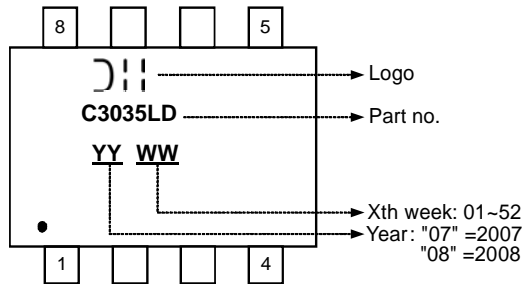 8 5
Logo
C3035LD
Part no.
YY WW
Xth week: 01~52
Year: "07" =2007
"08" =2008
1 4